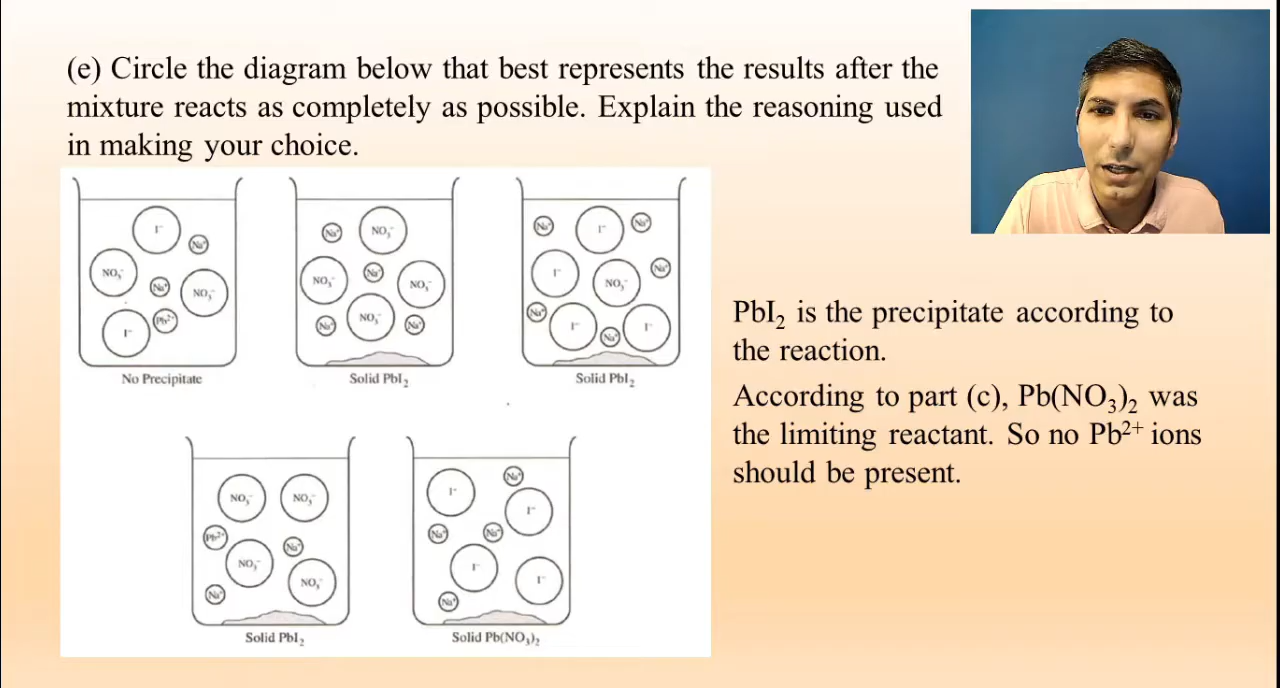 (e) Circle the diagram below that best represents the results after the
mixture reacts as completely as possible. Explain the reasoning used
in making your choice.
I⁻
Na⁺
NO₃⁻
Na⁺
NO₃⁻
Pb²⁺
I⁻
No Precipitate
Na⁺
NO₃⁻
NO₃⁻
Na⁺
NO₃⁻
Na⁺
NO₃⁻
Na⁺
Solid PbI₂
Na⁺
I⁻
Na⁺
I⁻
NO₃⁻
Na⁺
Na⁺
I⁻
Na⁺
I⁻
Solid PbI₂
PbI₂ is the precipitate according to
the reaction.
According to part (c), Pb(NO₃)₂ was
the limiting reactant. So no Pb²⁺ ions
should be present.
NO₃⁻
NO₃⁻
Pb²⁺
Na⁺
NO₃⁻
NO₃⁻
Na⁺
Solid PbI₂
I⁻
Na⁺
I⁻
Na⁺
Na⁺
I⁻
I⁻
Na⁺
Solid Pb(NO₃)₂